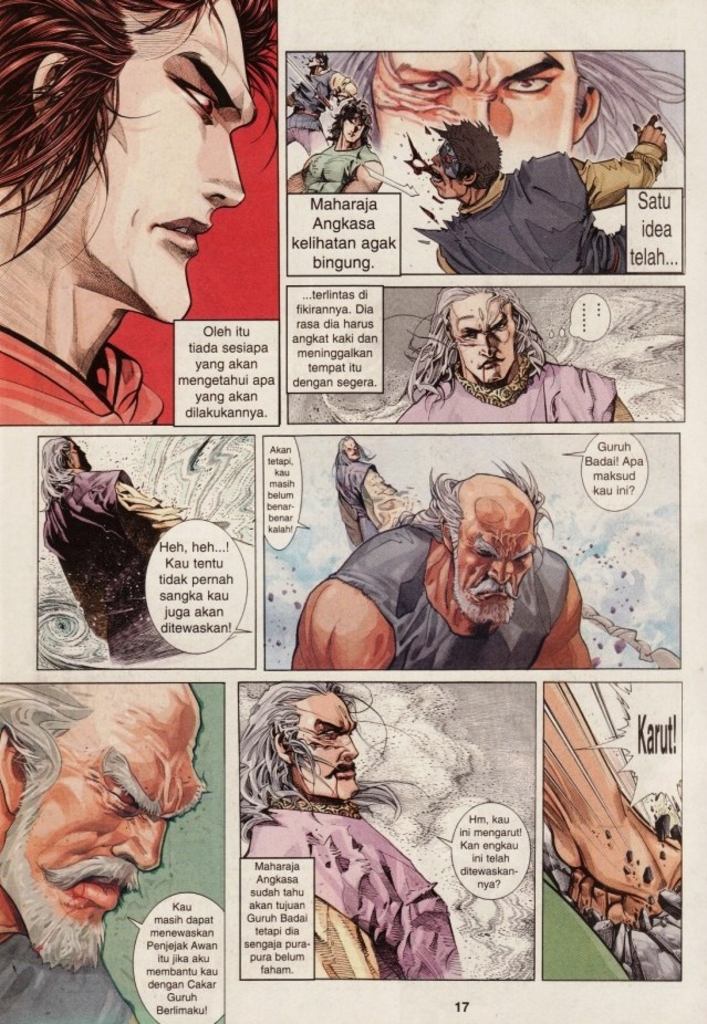 Oleh itu
tiada sesiapa
yang akan
mengetahui apa
yang akan
dilakukannya.
Maharaja
Angkasa
kelihatan agak
bingung.
Satu
idea
telah...
...terlintas di
fikirannya. Dia
rasa dia harus
angkat kaki dan
meninggalkan
tempat itu
dengan segera.
......
Heh, heh...!
Kau tentu
tidak pernah
sangka kau
juga akan
ditewaskan!
Akan
tetapi,
kau
masih
belum
benar-
benar
kalah!
Guruh
Badai! Apa
maksud
kau ini?
Kau
masih dapat
menewaskan
Penjejak Awan
itu jika aku
membantu kau
dengan Cakar
Guruh
Berlimaku!
Maharaja
Angkasa
sudah tahu
akan tujuan
Guruh Badai
tetapi dia
sengaja pura-
pura belum
faham.
Hm, kau
ini mengarut!
Kan engkau
ini telah
ditewaskan-
nya?
Karut!
17